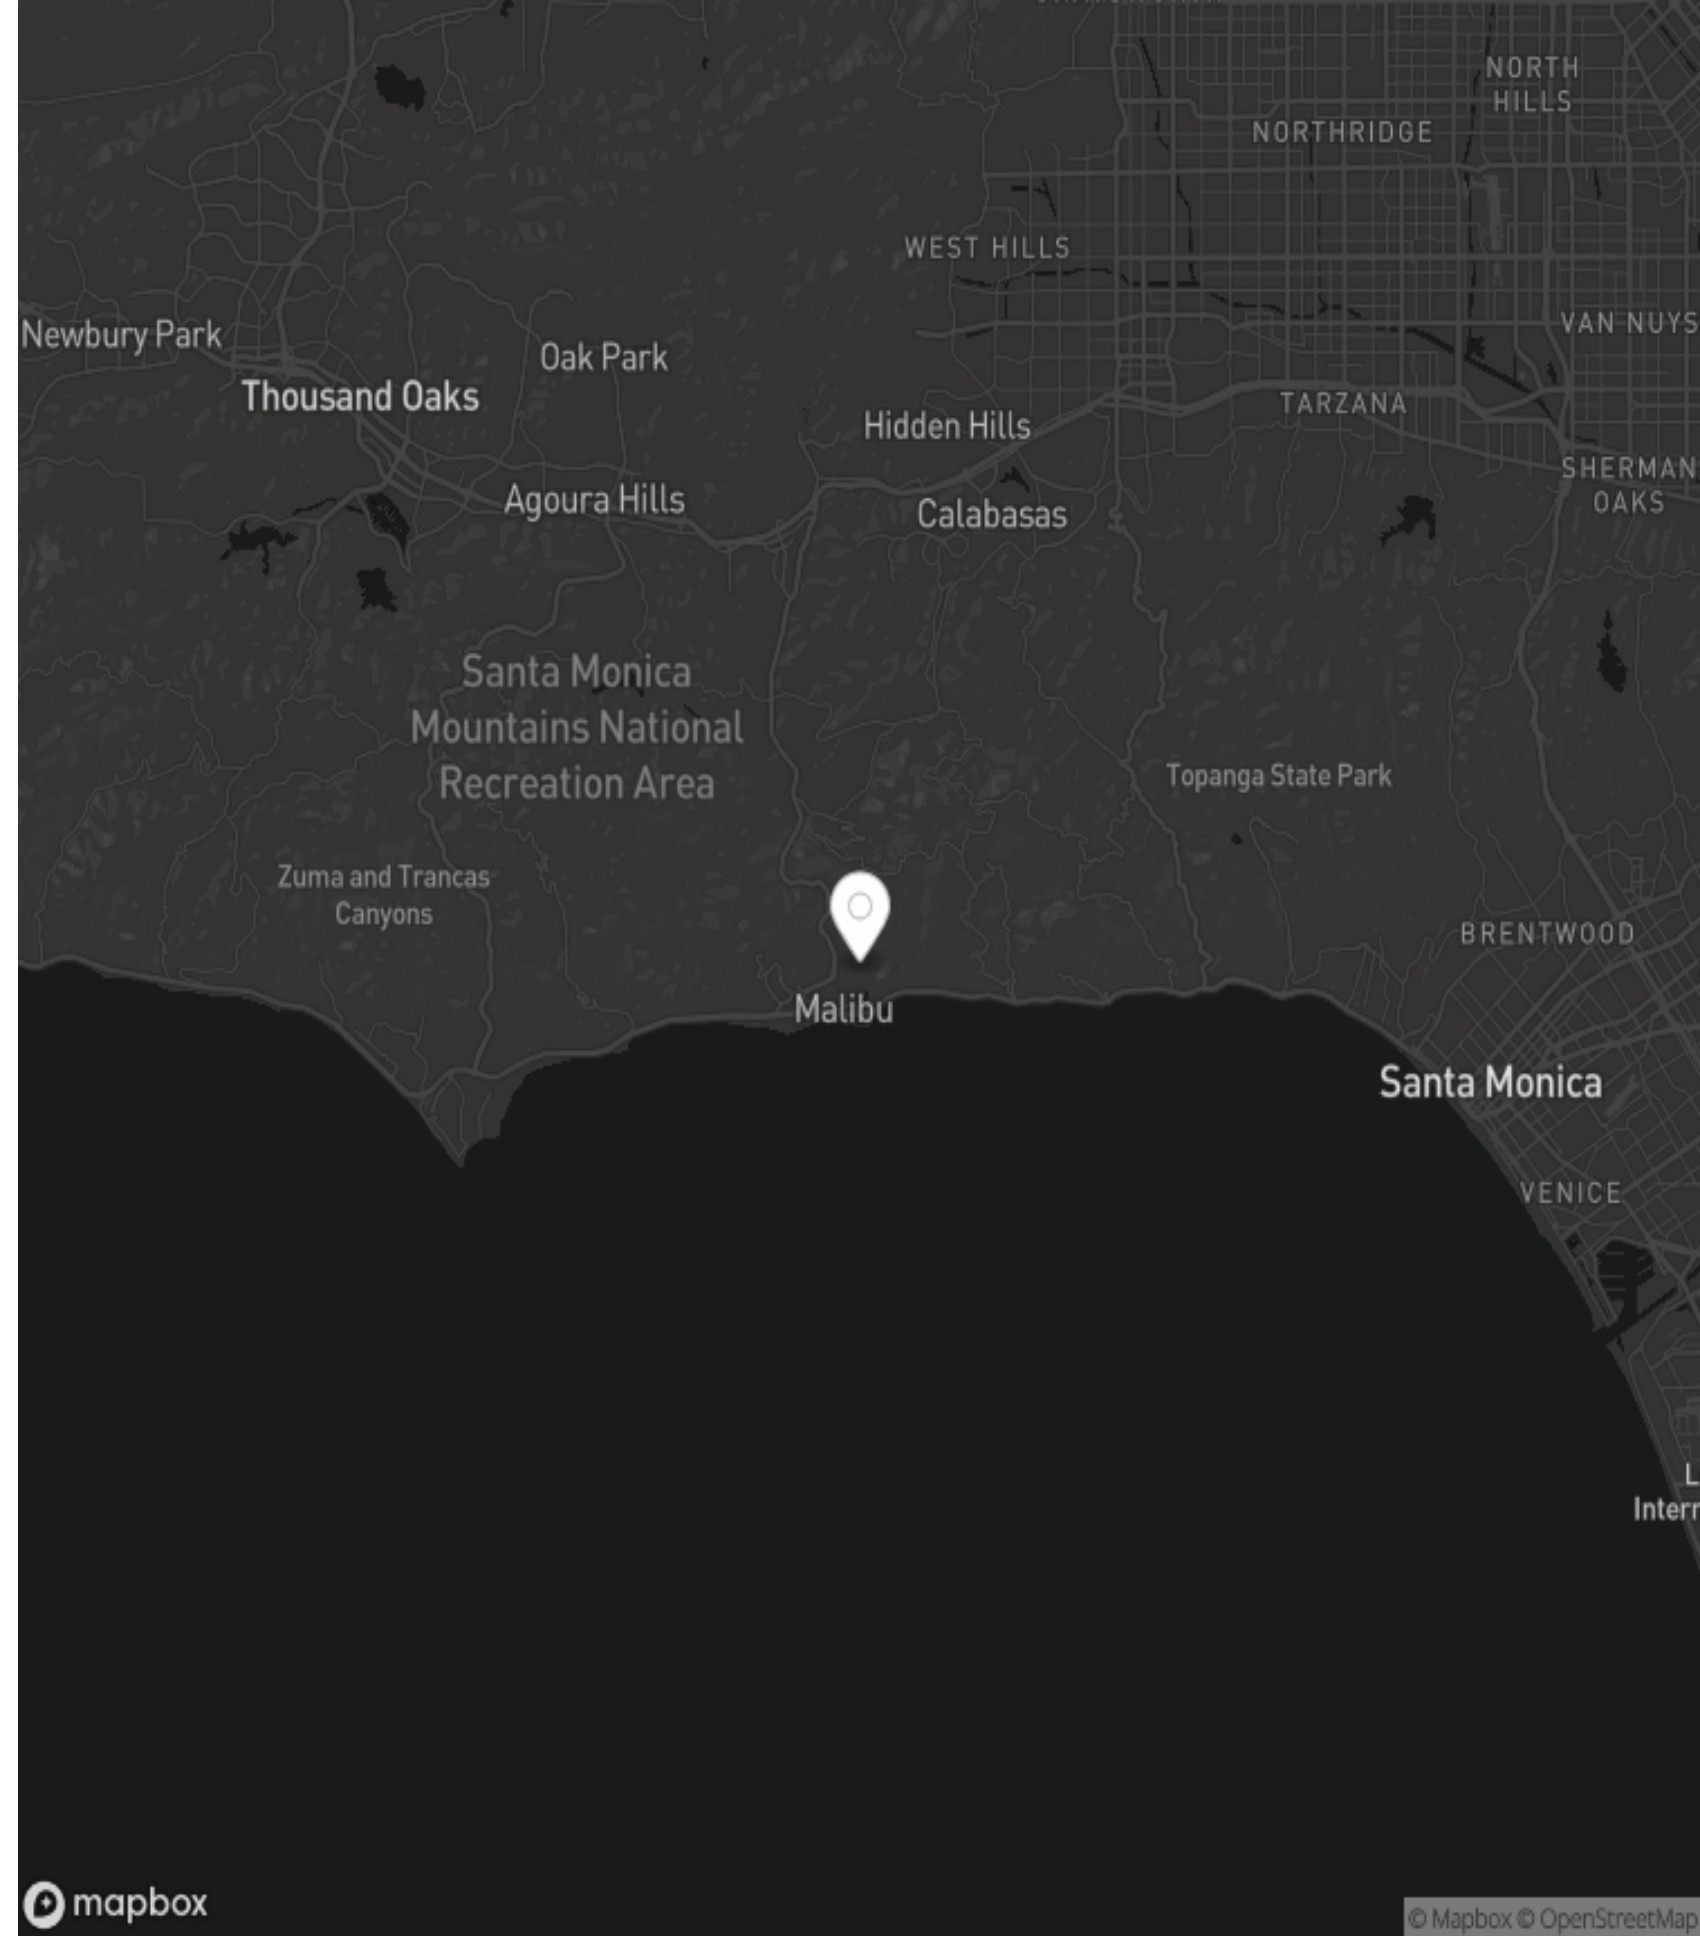 NORTH
HILLS
NORTHRIDGE
WEST HILLS
VAN NUYS
Newbury Park
Oak Park
Thousand Oaks
TARZANA
Hidden Hills
SHERMAN
OAKS
Agoura Hills
Calabasas
Santa Monica
Mountains National
Recreation Area
Topanga State Park
Zuma and Trancas
Canyons
BRENTWOOD
Malibu
Santa Monica
VENICE
L
Intern
mapbox
© Mapbox © OpenStreetMap